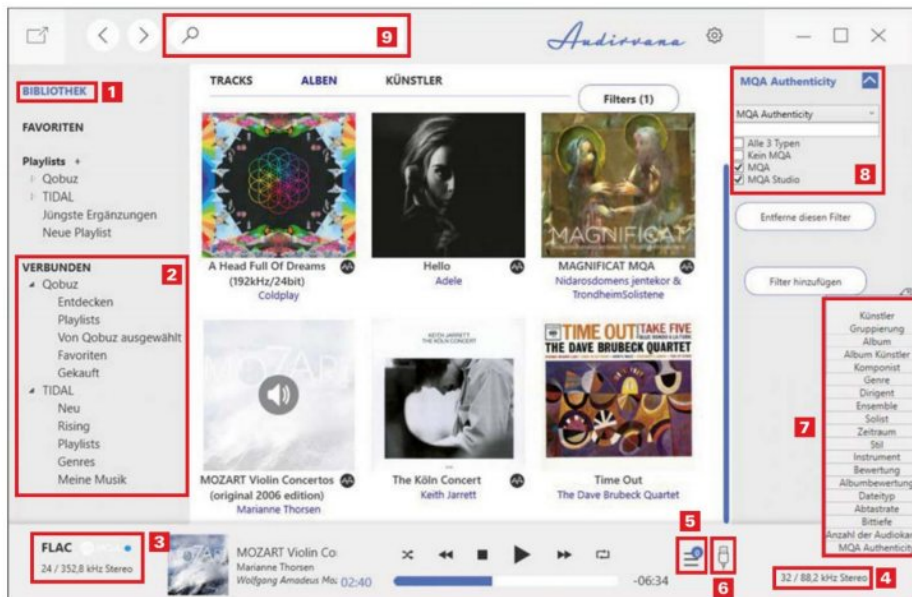 9
Audirvana
BIBLIOTHEK
1
FAVORITEN
Playlists +
Qobuz
TIDAL
Jüngste Ergänzungen
Neue Playlist
VERBUNDEN
2
Qobuz
Entdecken
Playlists
Von Qobuz ausgewählt
Favoriten
Gekauft
TIDAL
Neu
Rising
Playlists
Genres
Meine Musik
TRACKS ALBEN KÜNSTLER
Filters (1)
MAGNIFICAT
A Head Full Of Dreams
(192kHz/24bit)
Coldplay
Hello
Adele
MAGNIFICAT MQA
Nidarosdomens jentekor &
TrondheimSolistene
MOZART
KEITH JARRETT
THE KÖLN CONCERT
TIME OUT TAKE FIVE
THE DAVE BRUBECK QUARTET
MOZART Violin Concertos
(original 2006 edition)
Marianne Thorsen
The Köln Concert
Keith Jarrett
Time Out
The Dave Brubeck Quartet
MQA Authenticity
MQA Authenticity
Alle 3 Typen
Kein MQA
MQA
MQA Studio
8
Entferne diesen Filter
Filter hinzufügen
7
Künstler
Gruppierung
Album
Album Künstler
Komponist
Genre
Dirigent
Ensemble
Solist
Zeitraum
Stil
Instrument
Bewertung
Albumbewertung
Dateityp
Abtastrate
Bittiefe
Anzahl der Audiokan
MQA Authenticity
FLAC
24 / 352,8 kHz Stereo
3
MOZART Violin Co
Marianne Thorsen
Wolfgang Amadeus Moz
02:40
-06:34
5
6
32 / 88,2 kHz Stereo
4